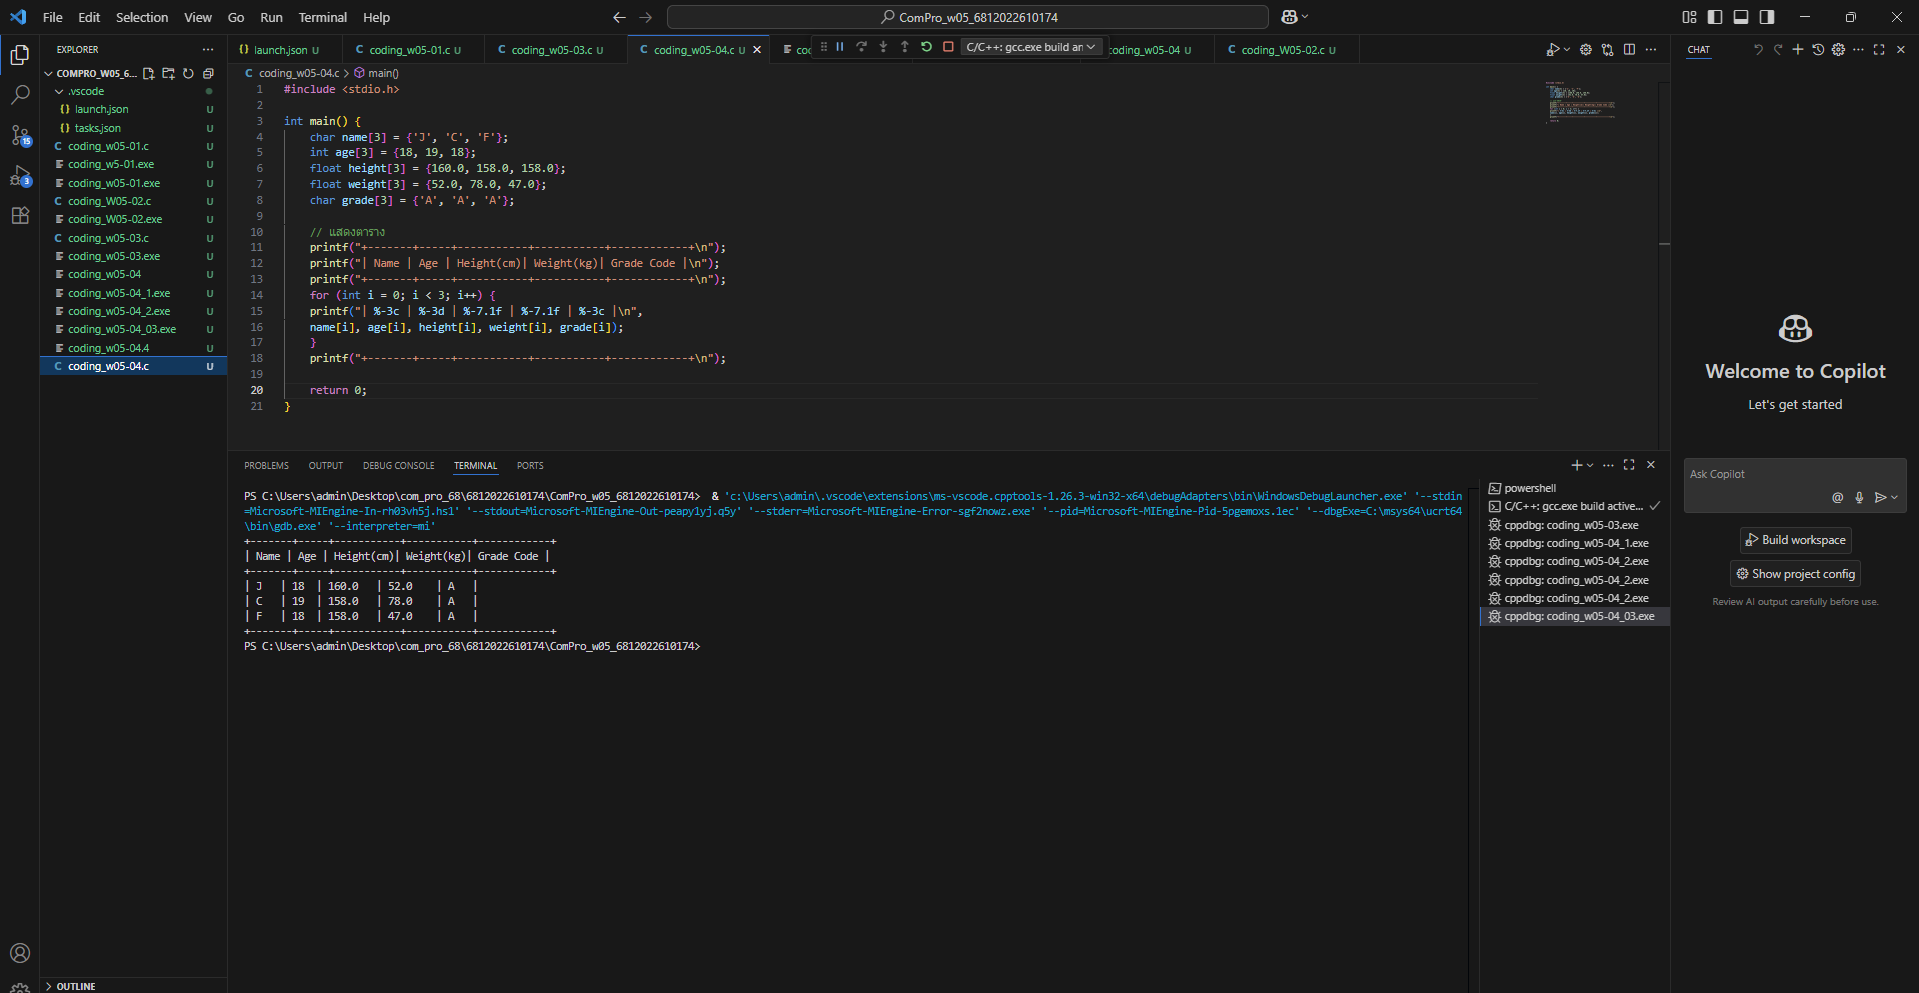 File Edit Selection View Go Run Terminal Help
ComPro_w05_6812022610174
EXPLORER
COMPRO_W05_6...
.vscode
launch.json U
tasks.json U
coding_w05-01.c U
coding_w5-01.exe U
coding_w05-01.exe U
coding_W05-02.c U
coding_W05-02.exe U
coding_w05-03.c U
coding_w05-03.exe U
coding_w05-04 U
coding_w05-04_1.exe U
coding_w05-04_2.exe U
coding_w05-04_03.exe U
coding_w05-04.4 U
coding_w05-04.c U
OUTLINE
15
3
launch.json U coding_w05-01.c U coding_w05-03.c U coding_w05-04.c U coc C/C++: gcc.exe build ar coding_w05-04 U coding_W05-02.c U
coding_w05-04.c > main()
1 #include <stdio.h>
2
3 int main() {
4 char name[3] = {'J', 'C', 'F'};
5 int age[3] = {18, 19, 18};
6 float height[3] = {160.0, 158.0, 158.0};
7 float weight[3] = {52.0, 78.0, 47.0};
8 char grade[3] = {'A', 'A', 'A'};
9
10 // แสดงตาราง
11 printf("+-------+-----+-----------+-----------+------------+\n");
12 printf("| Name | Age | Height(cm)| Weight(kg)| Grade Code |\n");
13 printf("+-------+-----+-----------+-----------+------------+\n");
14 for (int i = 0; i < 3; i++) {
15 printf("| %-3c | %-3d | %-7.1f | %-7.1f | %-3c |\n",
16 name[i], age[i], height[i], weight[i], grade[i]);
17 }
18 printf("+-------+-----+-----------+-----------+------------+\n");
19
20 return 0;
21 }
PROBLEMS OUTPUT DEBUG CONSOLE TERMINAL PORTS
PS C:\Users\admin\Desktop\com_pro_68\6812022610174\ComPro_w05_6812022610174> & 'c:\Users\admin\.vscode\extensions\ms-vscode.cpptools-1.26.3-win32-x64\debugAdapters\bin\WindowsDebugLauncher.exe' '--stdin
=Microsoft-MIEngine-In-rh03vh5j.hs1' '--stdout=Microsoft-MIEngine-Out-peapy1yj.q5y' '--stderr=Microsoft-MIEngine-Error-sgf2nowz.exe' '--pid=Microsoft-MIEngine-Pid-5pgemoxs.1ec' '--dbgExe=C:\msys64\ucrt64
\bin\gdb.exe' '--interpreter=mi'
+-------+-----+-----------+-----------+------------+
| Name | Age | Height(cm)| Weight(kg)| Grade Code |
+-------+-----+-----------+-----------+------------+
| J | 18 | 160.0 | 52.0 | A |
| C | 19 | 158.0 | 78.0 | A |
| F | 18 | 158.0 | 47.0 | A |
+-------+-----+-----------+-----------+------------+
PS C:\Users\admin\Desktop\com_pro_68\6812022610174\ComPro_w05_6812022610174>
powershell
C/C++: gcc.exe build active...
cppdbg: coding_w05-03.exe
cppdbg: coding_w05-04_1.exe
cppdbg: coding_w05-04_2.exe
cppdbg: coding_w05-04_2.exe
cppdbg: coding_w05-04_2.exe
cppdbg: coding_w05-04_03.exe
CHAT
Welcome to Copilot
Let's get started
Ask Copilot
Build workspace
Show project config
Review AI output carefully before use.